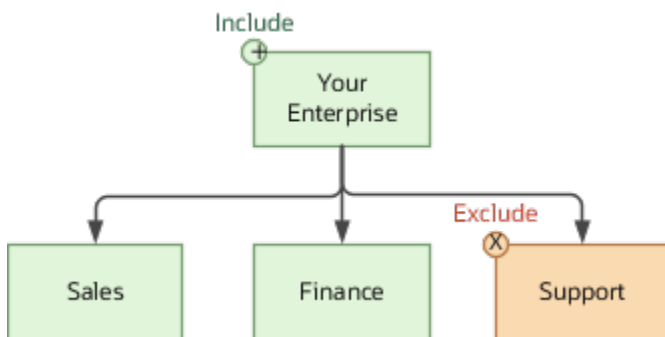 Include
+
Your
Enterprise
Exclude
X
Sales
Finance
Support